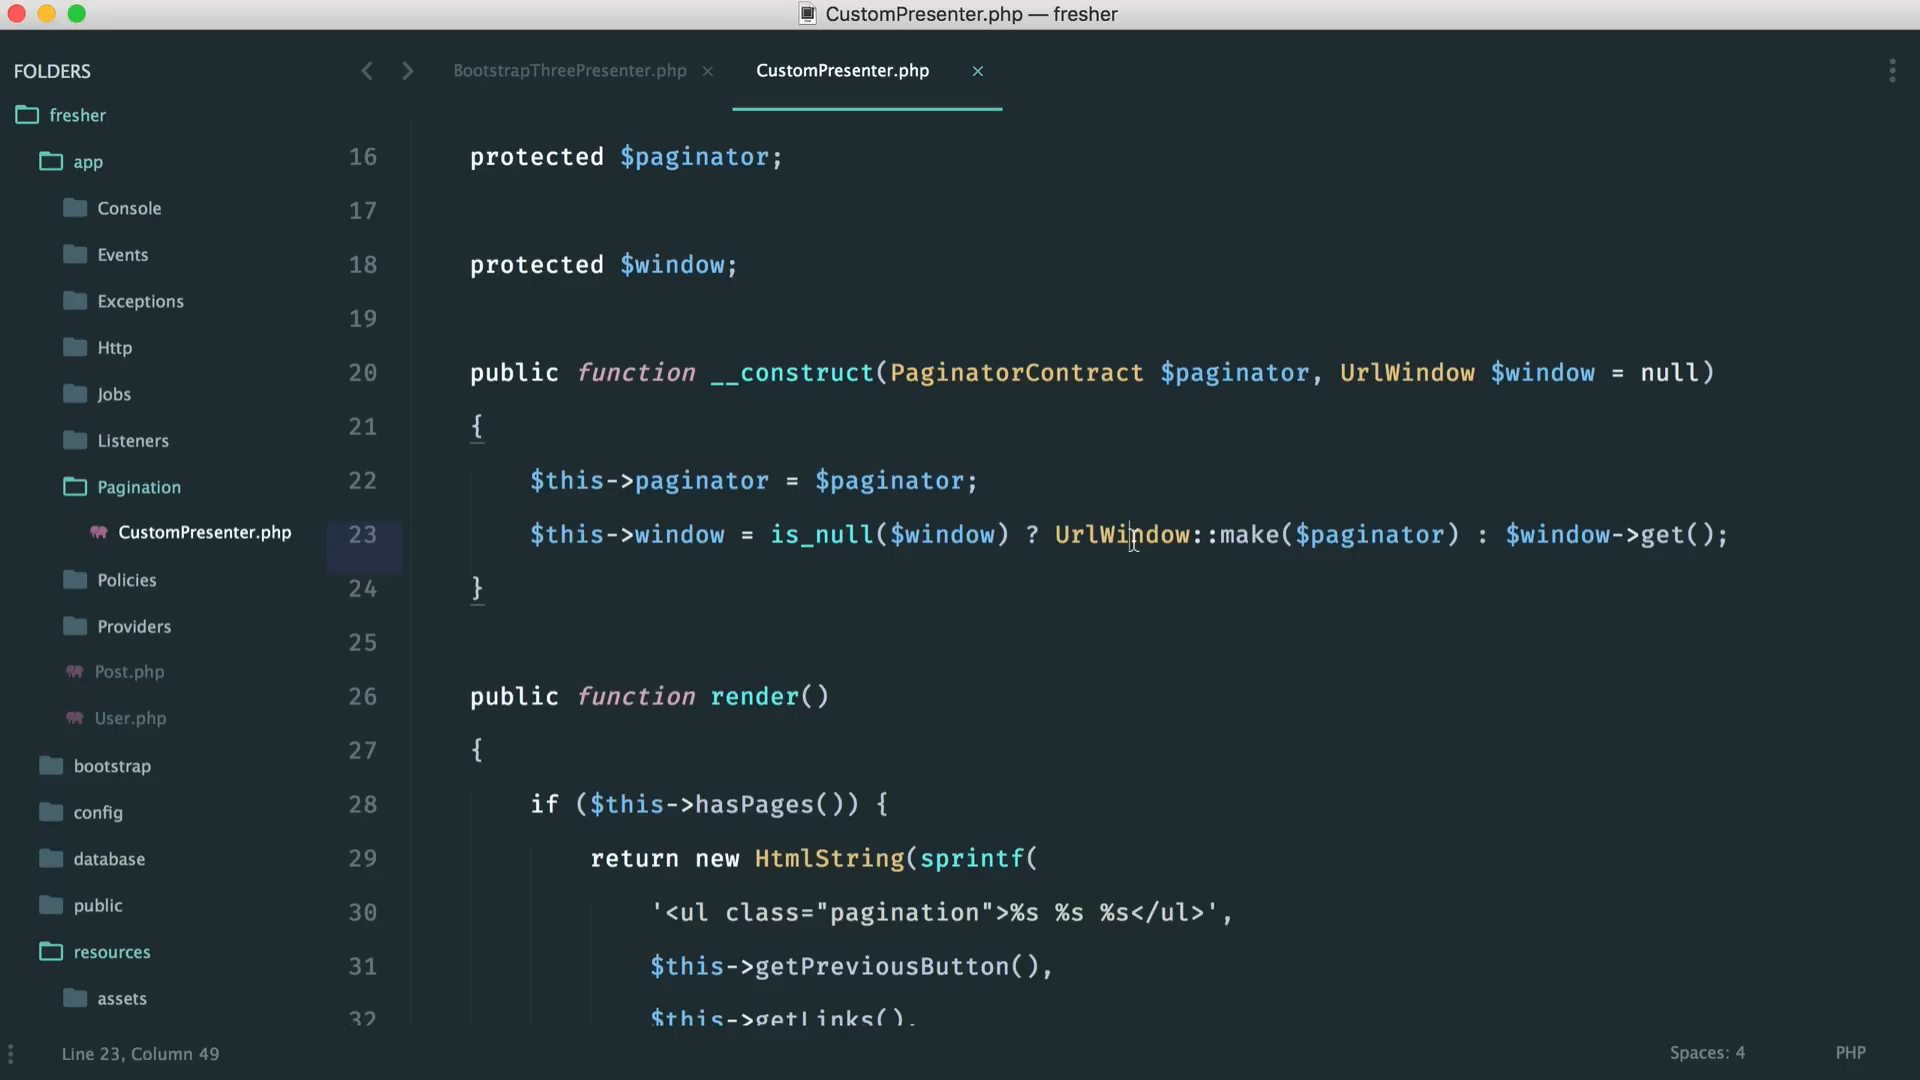 CustomPresenter.php — fresher
FOLDERS
fresher
app
Console
Events
Exceptions
Http
Jobs
Listeners
Pagination
CustomPresenter.php
Policies
Providers
Post.php
User.php
bootstrap
config
database
public
resources
assets
BootstrapThreePresenter.php ×
CustomPresenter.php ×
16 protected $paginator;
17
18 protected $window;
19
20 public function __construct(PaginatorContract $paginator, UrlWindow $window = null)
21 {
22 $this->paginator = $paginator;
23 $this->window = is_null($window) ? UrlWindow::make($paginator) : $window->get();
24 }
25
26 public function render()
27 {
28 if ($this->hasPages()) {
29 return new HtmlString(sprintf(
30 '<ul class="pagination">%s %s %s</ul>',
31 $this->getPreviousButton(),
32 $this->getLinks(),
Line 23, Column 49
Spaces: 4
PHP